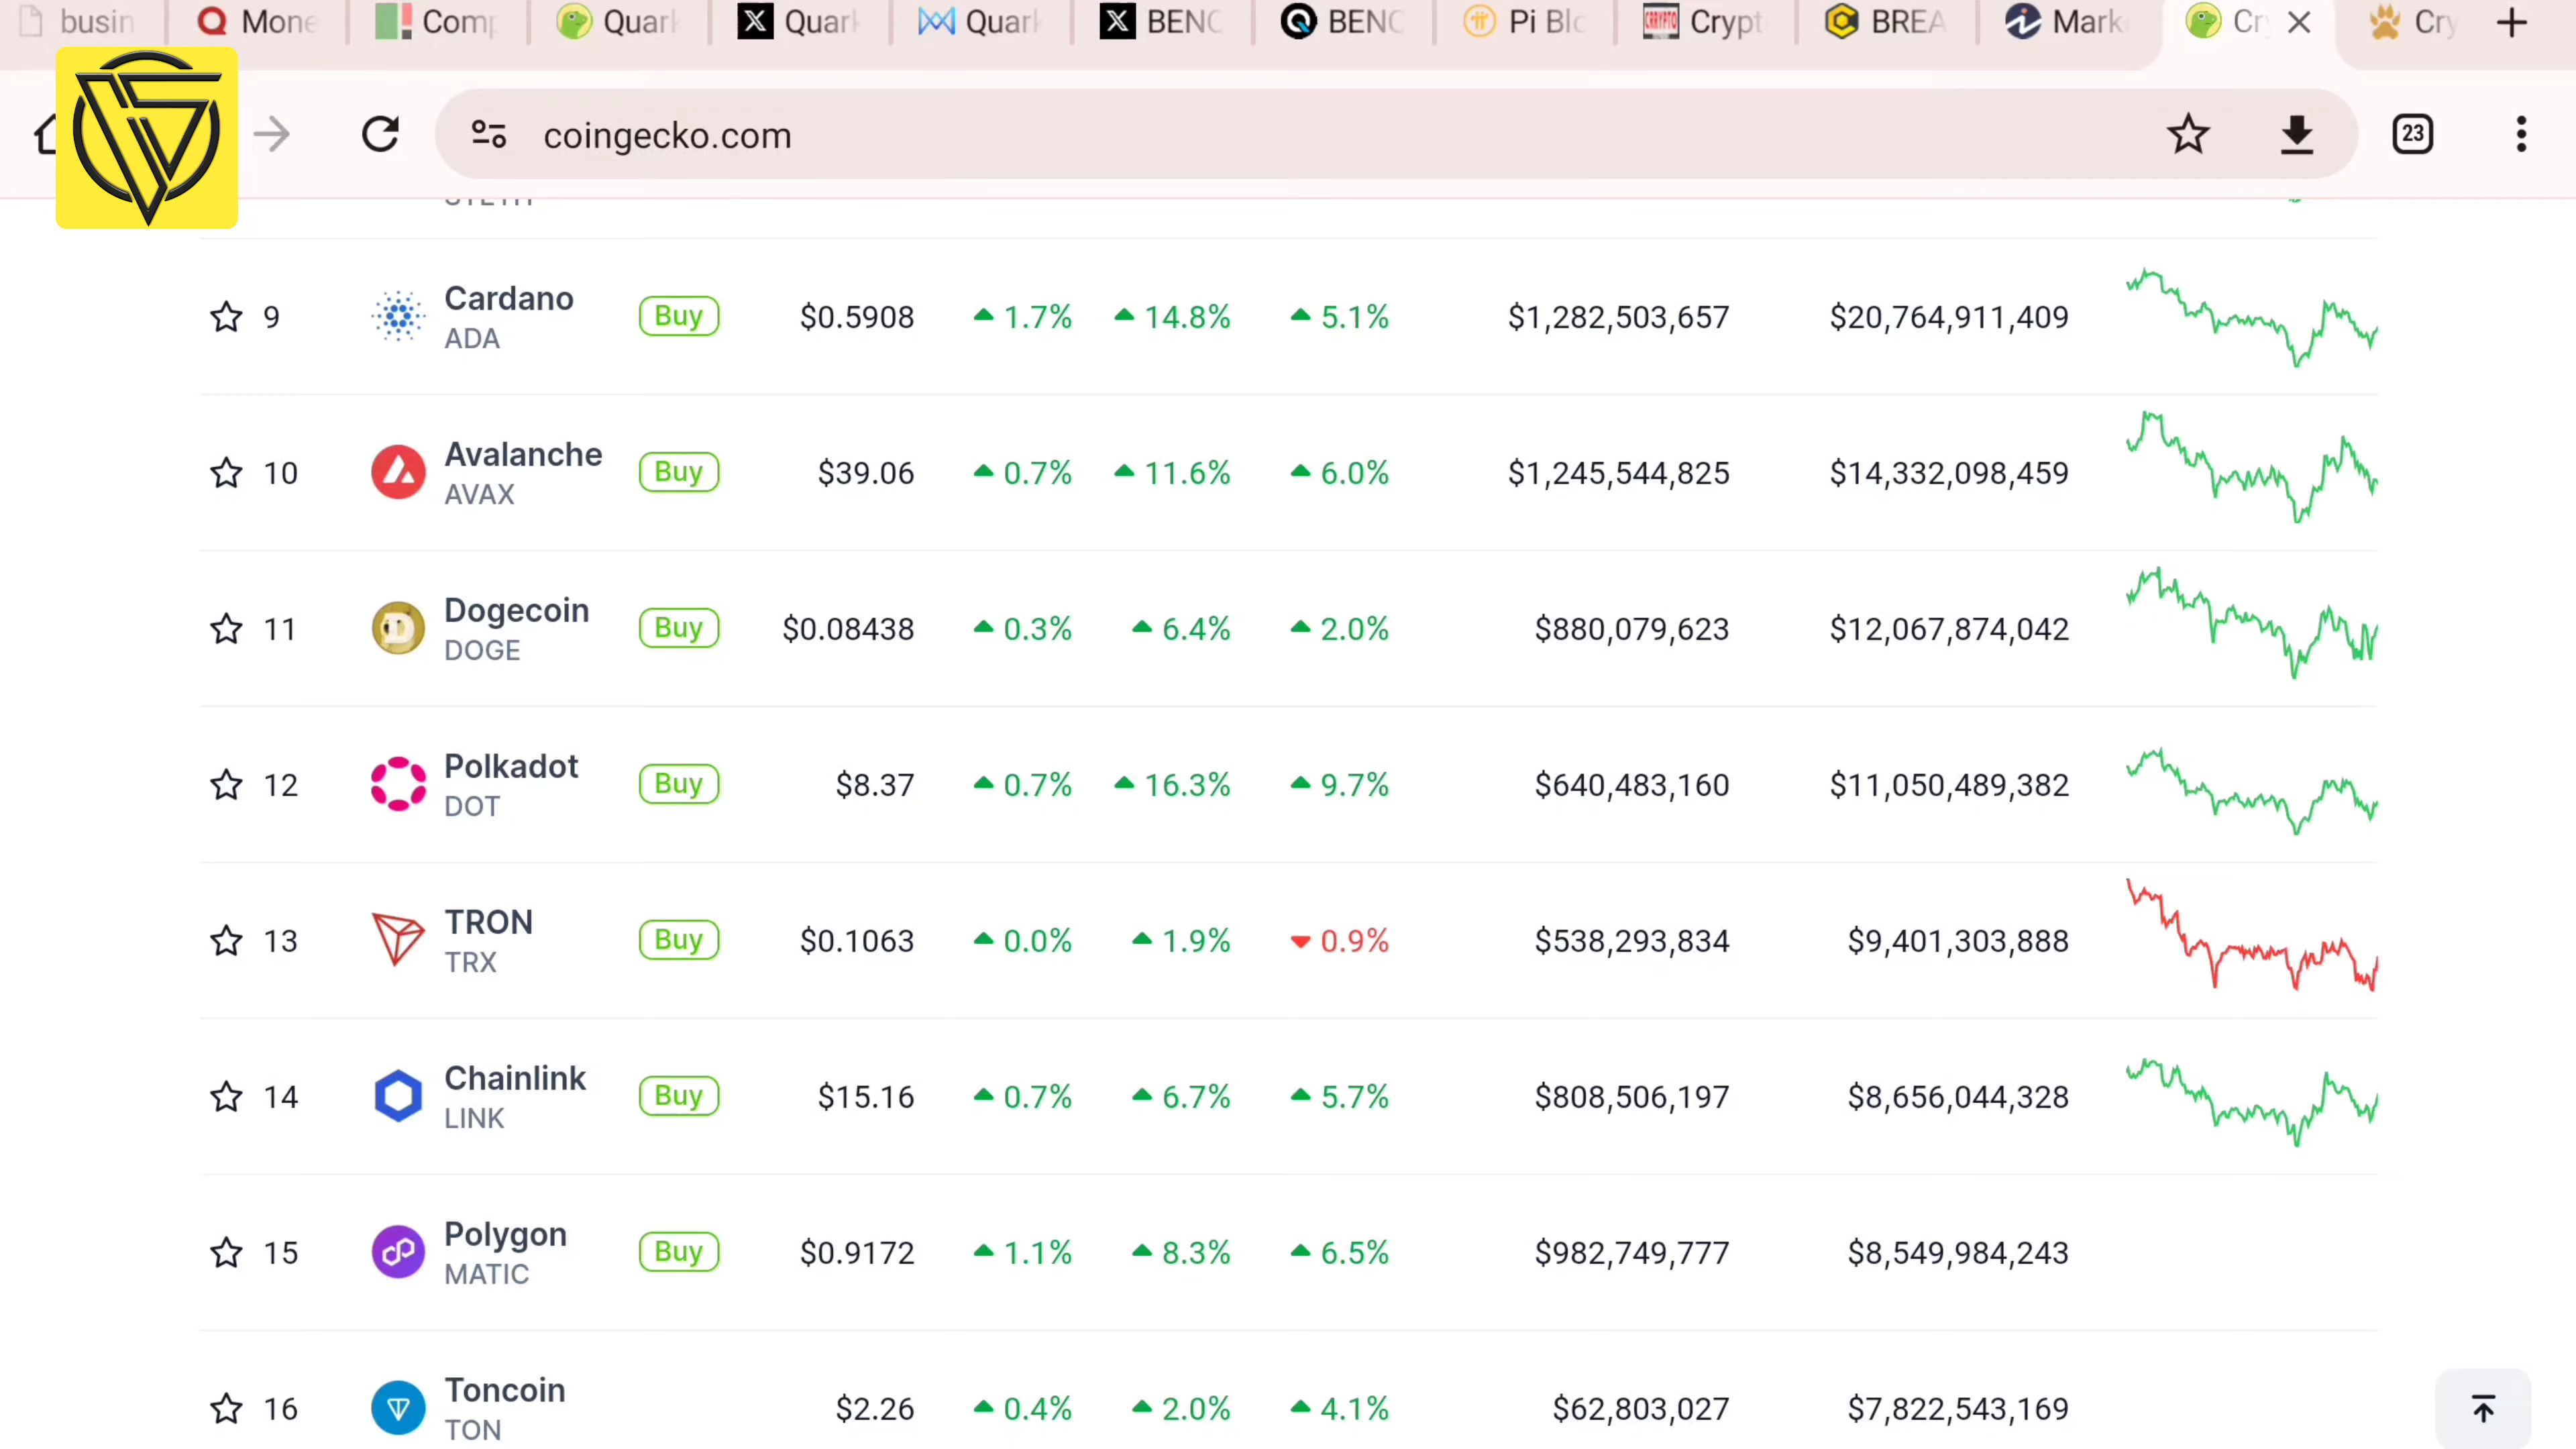 busin Mone Comp Quark Quark Quark BENC BENC Pi Blo Crypt BREA Mark Cry Cry
coingecko.com 23
9 Cardano ADA Buy $0.5908 1.7% 14.8% 5.1% $1,282,503,657 $20,764,911,409
10 Avalanche AVAX Buy $39.06 0.7% 11.6% 6.0% $1,245,544,825 $14,332,098,459
11 Dogecoin DOGE Buy $0.08438 0.3% 6.4% 2.0% $880,079,623 $12,067,874,042
12 Polkadot DOT Buy $8.37 0.7% 16.3% 9.7% $640,483,160 $11,050,489,382
13 TRON TRX Buy $0.1063 0.0% 1.9% 0.9% $538,293,834 $9,401,303,888
14 Chainlink LINK Buy $15.16 0.7% 6.7% 5.7% $808,506,197 $8,656,044,328
15 Polygon MATIC Buy $0.9172 1.1% 8.3% 6.5% $982,749,777 $8,549,984,243
16 Toncoin TON $2.26 0.4% 2.0% 4.1% $62,803,027 $7,822,543,169